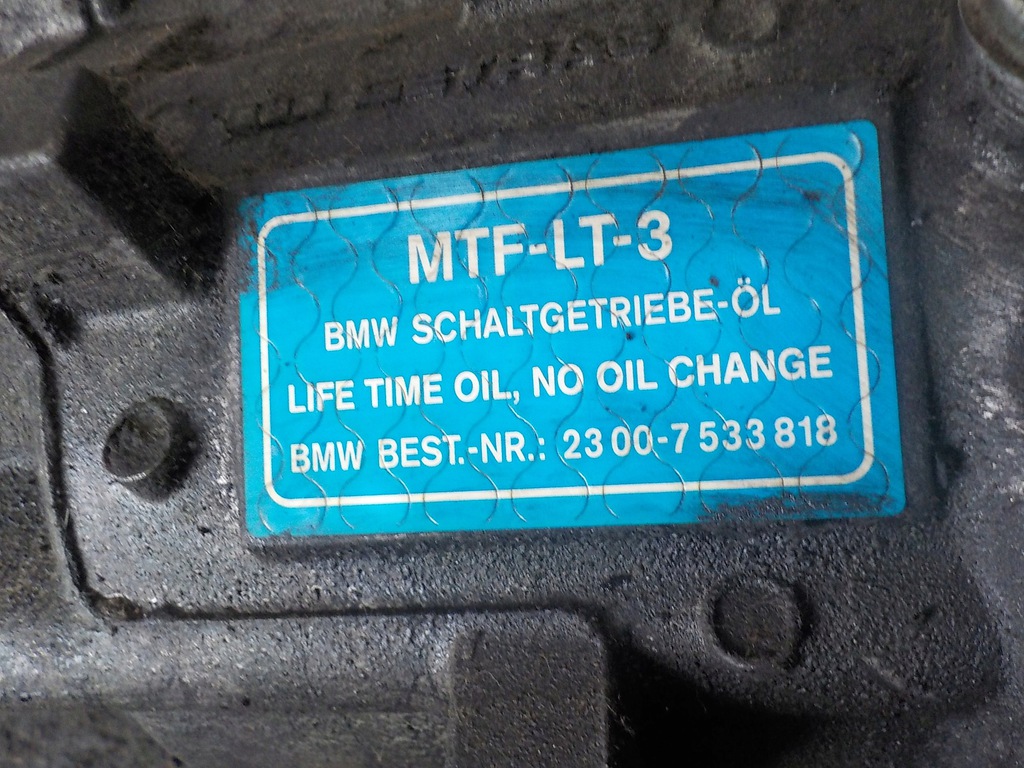 MTF-LT-3
BMW SCHALTGETRIEBE-ÖL
LIFE TIME OIL, NO OIL CHANGE
BMW BEST.-NR.: 23 00-7 533 818